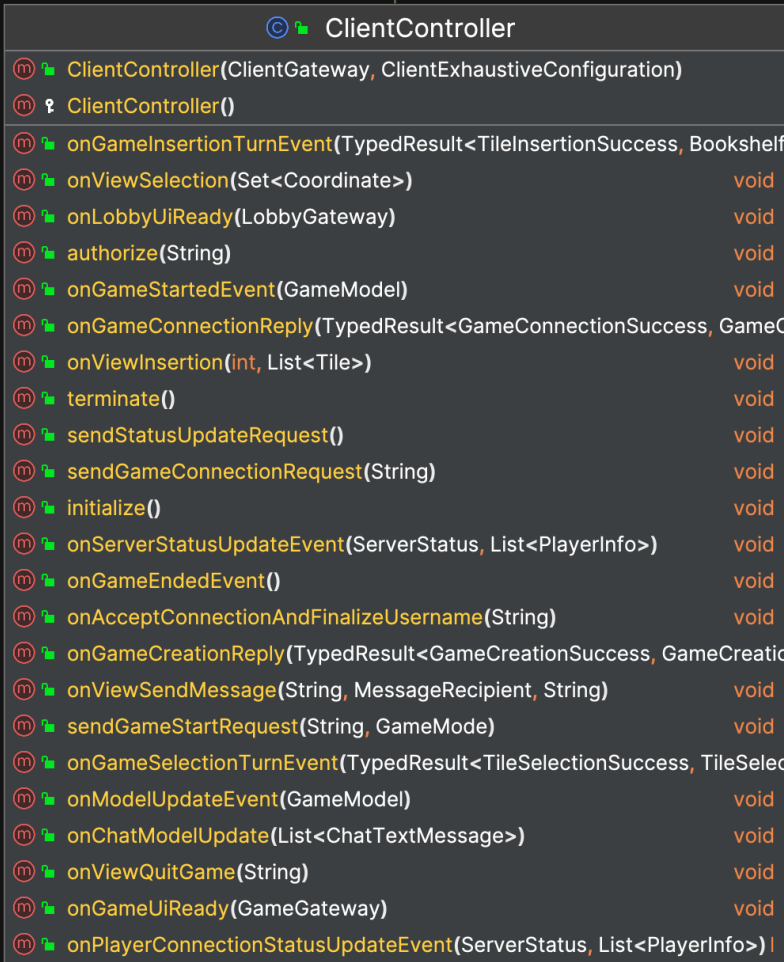 ClientController
ClientController(ClientGateway, ClientExhaustiveConfiguration)
ClientController()
onGameInsertionTurnEvent(TypedResult<TileInsertionSuccess, Bookshelf
onViewSelection(Set<Coordinate>) void
onLobbyUiReady(LobbyGateway) void
authorize(String) void
onGameStartedEvent(GameModel) void
onGameConnectionReply(TypedResult<GameConnectionSuccess, GameC
onViewInsertion(int, List<Tile>) void
terminate() void
sendStatusUpdateRequest() void
sendGameConnectionRequest(String) void
initialize() void
onServerStatusUpdateEvent(ServerStatus, List<PlayerInfo>) void
onGameEndedEvent() void
onAcceptConnectionAndFinalizeUsername(String) void
onGameCreationReply(TypedResult<GameCreationSuccess, GameCreatio
onViewSendMessage(String, MessageRecipient, String) void
sendGameStartRequest(String, GameMode) void
onGameSelectionTurnEvent(TypedResult<TileSelectionSuccess, TileSelec
onModelUpdateEvent(GameModel) void
onChatModelUpdate(List<ChatTextMessage>) void
onViewQuitGame(String) void
onGameUiReady(GameGateway) void
onPlayerConnectionStatusUpdateEvent(ServerStatus, List<PlayerInfo>)